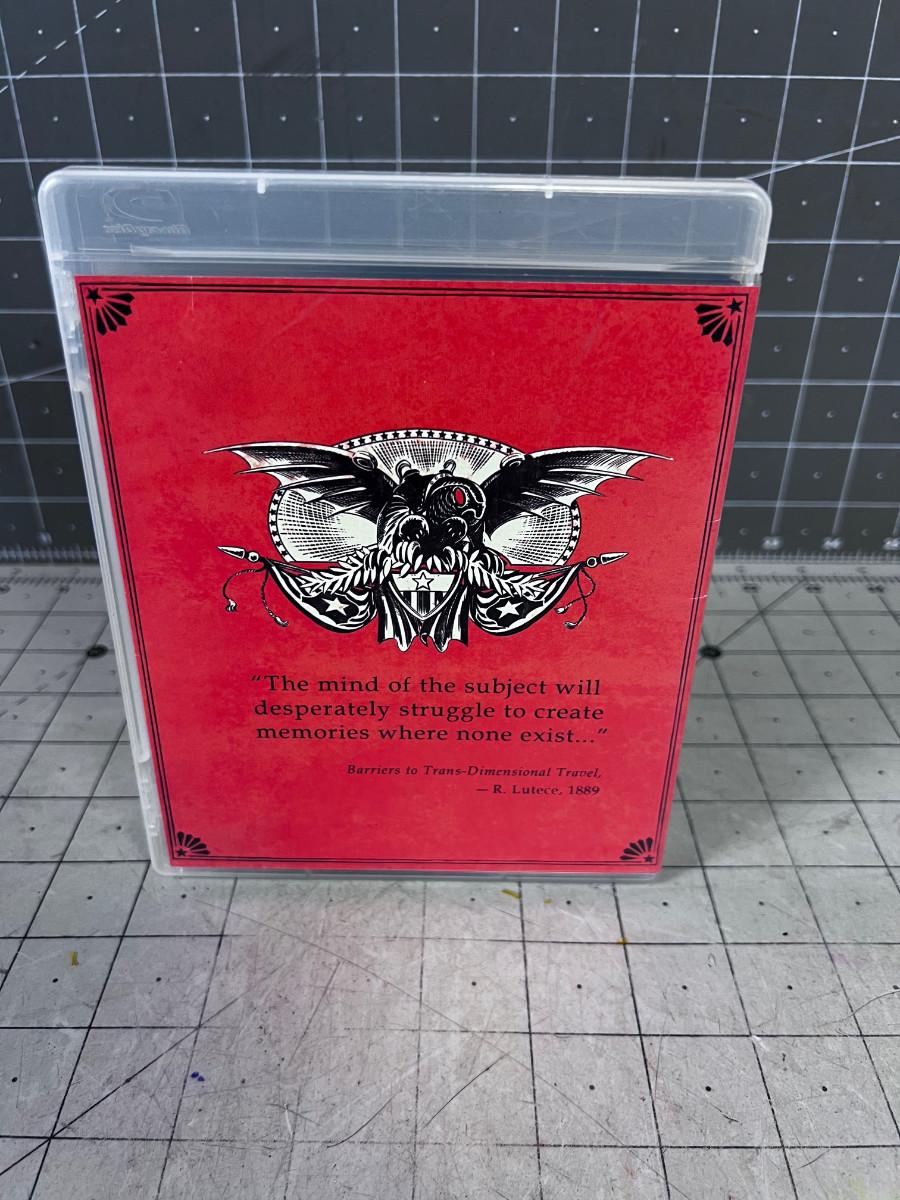 “The mind of the subject will
desperately struggle to create
memories where none exist...”
Barriers to Trans-Dimensional Travel,
— R. Lutece, 1889